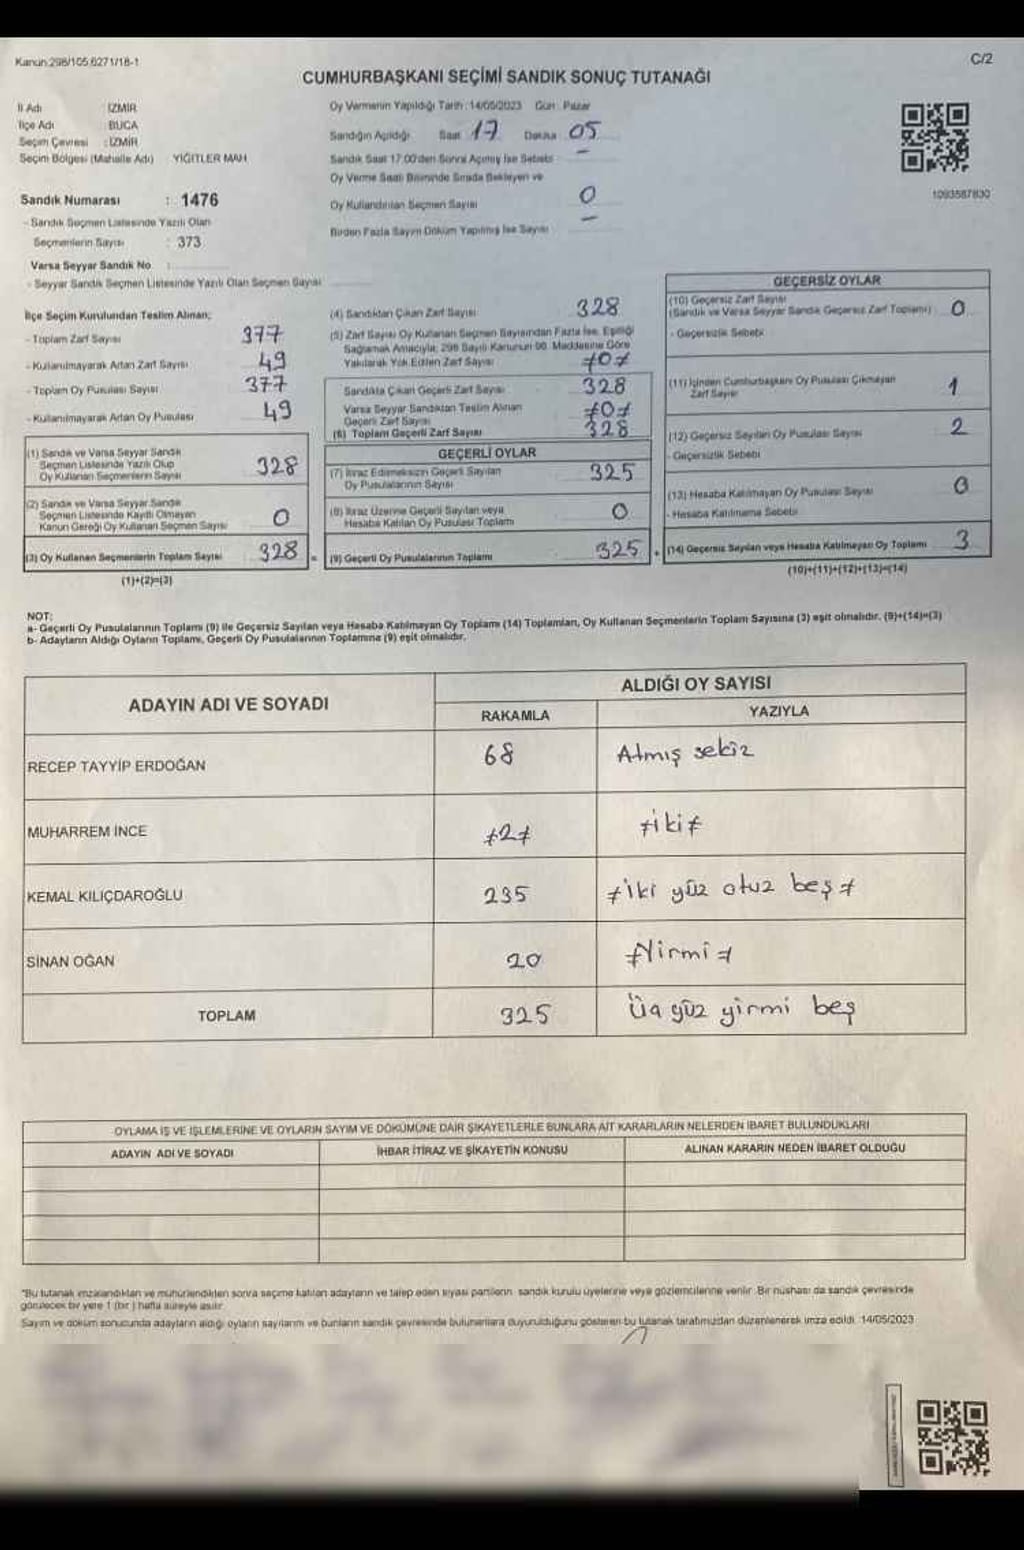 Kanun:298/105,6271/18-1
C/2
CUMHURBAŞKANI SEÇİMİ SANDIK SONUÇ TUTANAĞI
İl Adı : İZMİR
İlçe Adı : BUCA
Seçim Çevresi : İZMİR
Seçim Bölgesi (Mahalle Adı) YİĞİTLER MAH
Sandık Numarası : 1476
- Sandık Seçmen Listesinde Yazılı Olan
Seçmenlerin Sayısı : 373
Varsa Seyyar Sandık No :
- Seyyar Sandık Seçmen Listesinde Yazılı Olan Seçmen Sayısı
Oy Vermenin Yapıldığı Tarih : 14/05/2023 Gün : Pazar
Sandığın Açıldığı Saat 17 Dakika 05
Sandık Saat 17:00'den Sonra Açılmış İse Sebebi -
Oy Verme Saati Bitiminde Sırada Bekleyen ve
Oy Kullandırılan Seçmen Sayısı 0
Birden Fazla Sayım Döküm Yapılmış İse Sayısı -
1093587830
İlçe Seçim Kurulundan Teslim Alınan;
- Toplam Zarf Sayısı 377
- Kullanılmayarak Artan Zarf Sayısı 49
- Toplam Oy Pusulası Sayısı 377
- Kullanılmayarak Artan Oy Pusulası 49
(1) Sandık ve Varsa Seyyar Sandık
Seçmen Listesinde Yazılı Olup
Oy Kullanan Seçmenlerin Sayısı 328
(2) Sandık ve Varsa Seyyar Sandık
Seçmen Listesinde Kayıtlı Olmayan
Kanun Gereği Oy Kullanan Seçmen Sayısı 0
(3) Oy Kullanan Seçmenlerin Toplam Sayısı 328 =
(1)+(2)=(3)
(4) Sandıktan Çıkan Zarf Sayısı 328
(5) Zarf Sayısı Oy Kullanan Seçmen Sayısından Fazla İse, Eşitliği
Sağlamak Amacıyla; 298 Sayılı Kanunun 98. Maddesine Göre
Yakılarak Yok Edilen Zarf Sayısı ≠0≠
Sandıkta Çıkan Geçerli Zarf Sayısı 328
Varsa Seyyar Sandıktan Teslim Alınan
Geçerli Zarf Sayısı ≠0≠
(6) Toplam Geçerli Zarf Sayısı 328
GEÇERLİ OYLAR
(7) İtiraz Edilmeksizin Geçerli Sayılan
Oy Pusulalarının Sayısı 325
(8) İtiraz Üzerine Geçerli Sayılan veya
Hesaba Katılan Oy Pusulası Toplamı 0
(9) Geçerli Oy Pusulalarının Toplamı 325 +
GEÇERSİZ OYLAR
(10) Geçersiz Zarf Sayısı
(Sandık ve Varsa Seyyar Sandık Geçersiz Zarf Toplamı) 0
- Geçersizlik Sebebi
(11) İçinden Cumhurbaşkanı Oy Pusulası Çıkmayan
Zarf Sayısı 1
(12) Geçersiz Sayılan Oy Pusulası Sayısı 2
- Geçersizlik Sebebi
(13) Hesaba Katılmayan Oy Pusulası Sayısı 0
- Hesaba Katılmama Sebebi
(14) Geçersiz Sayılan veya Hesaba Katılmayan Oy Toplamı 3
(10)+(11)+(12)+(13)=(14)
NOT:
a- Geçerli Oy Pusulalarının Toplamı (9) ile Geçersiz Sayılan veya Hesaba Katılmayan Oy Toplamı (14) Toplamları, Oy Kullanan Seçmenlerin Toplam Sayısına (3) eşit olmalıdır. (9)+(14)=(3)
b- Adayların Aldığı Oyların Toplamı, Geçerli Oy Pusulalarının Toplamına (9) eşit olmalıdır.
ADAYIN ADI VE SOYADI
ALDIĞI OY SAYISI
RAKAMLA YAZIYLA
RECEP TAYYİP ERDOĞAN 68 Atmış sekiz
MUHARREM İNCE ≠2≠ ≠iki≠
KEMAL KILIÇDAROĞLU 235 ≠iki yüz otuz beş≠
SİNAN OĞAN 20 ≠Yirmi≠
TOPLAM 325 Üç yüz yirmi beş
OYLAMA İŞ VE İŞLEMLERİNE VE OYLARIN SAYIM VE DÖKÜMÜNE DAİR ŞİKAYETLERLE BUNLARA AİT KARARLARIN NELERDEN İBARET BULUNDUKLARI
ADAYIN ADI VE SOYADI İHBAR İTİRAZ VE ŞİKAYETİN KONUSU ALINAN KARARIN NEDEN İBARET OLDUĞU
"Bu tutanak imzalandıktan ve mühürlendikten sonra seçime katılan adayların ve talep eden siyasi partilerin sandık kurulu üyelerine veya gözlemcilerine verilir. Bir nüshası da sandık çevresinde
görülecek bir yere 1 (bir) hafta süreyle asılır.
Sayım ve döküm sonucunda adayların aldığı oyların sayılarını ve bunların sandık çevresinde bulunanlara duyurulduğunu gösteren bu tutanak tarafımızdan düzenlenerek imza edildi. 14/05/2023